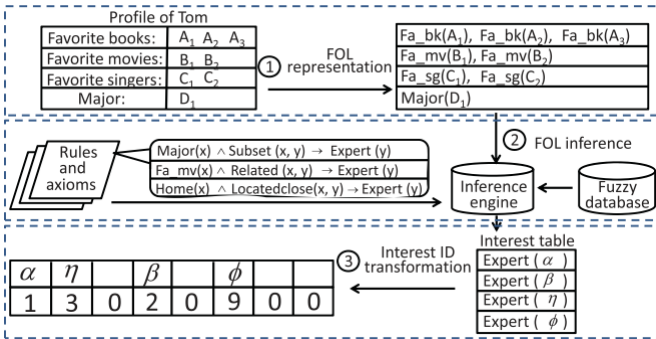 Profile of Tom
Favorite books: A₁ A₂ A₃
Favorite movies: B₁ B₂
Favorite singers: C₁ C₂
Major: D₁
① FOL representation
Fa_bk(A₁), Fa_bk(A₂), Fa_bk(A₃)
Fa_mv(B₁), Fa_mv(B₂)
Fa_sg(C₁), Fa_sg(C₂)
Major(D₁)
② FOL inference
Rules and axioms
Major(x) ∧ Subset (x, y) → Expert (y)
Fa_mv(x) ∧ Related (x, y) → Expert (y)
Home(x) ∧ Locatedclose(x, y) → Expert (y)
Inference engine
Fuzzy database
③ Interest ID transformation
Interest table
Expert ( α )
Expert ( β )
Expert ( η )
Expert ( ϕ )
α η β ϕ
1 3 0 2 0 9 0 0